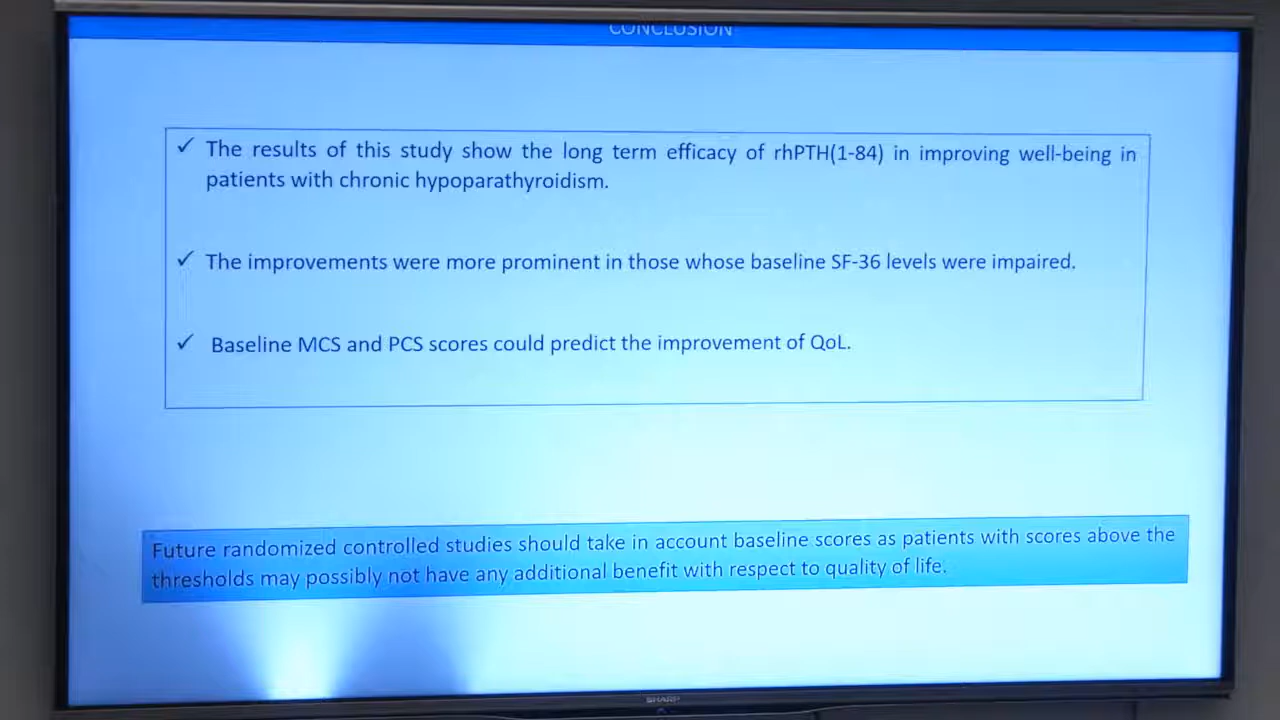 CONCLUSION
✓ The results of this study show the long term efficacy of rhPTH(1-84) in improving well-being in
patients with chronic hypoparathyroidism.
✓ The improvements were more prominent in those whose baseline SF-36 levels were impaired.
✓ Baseline MCS and PCS scores could predict the improvement of QoL.
Future randomized controlled studies should take in account baseline scores as patients with scores above the
thresholds may possibly not have any additional benefit with respect to quality of life.
SHARP